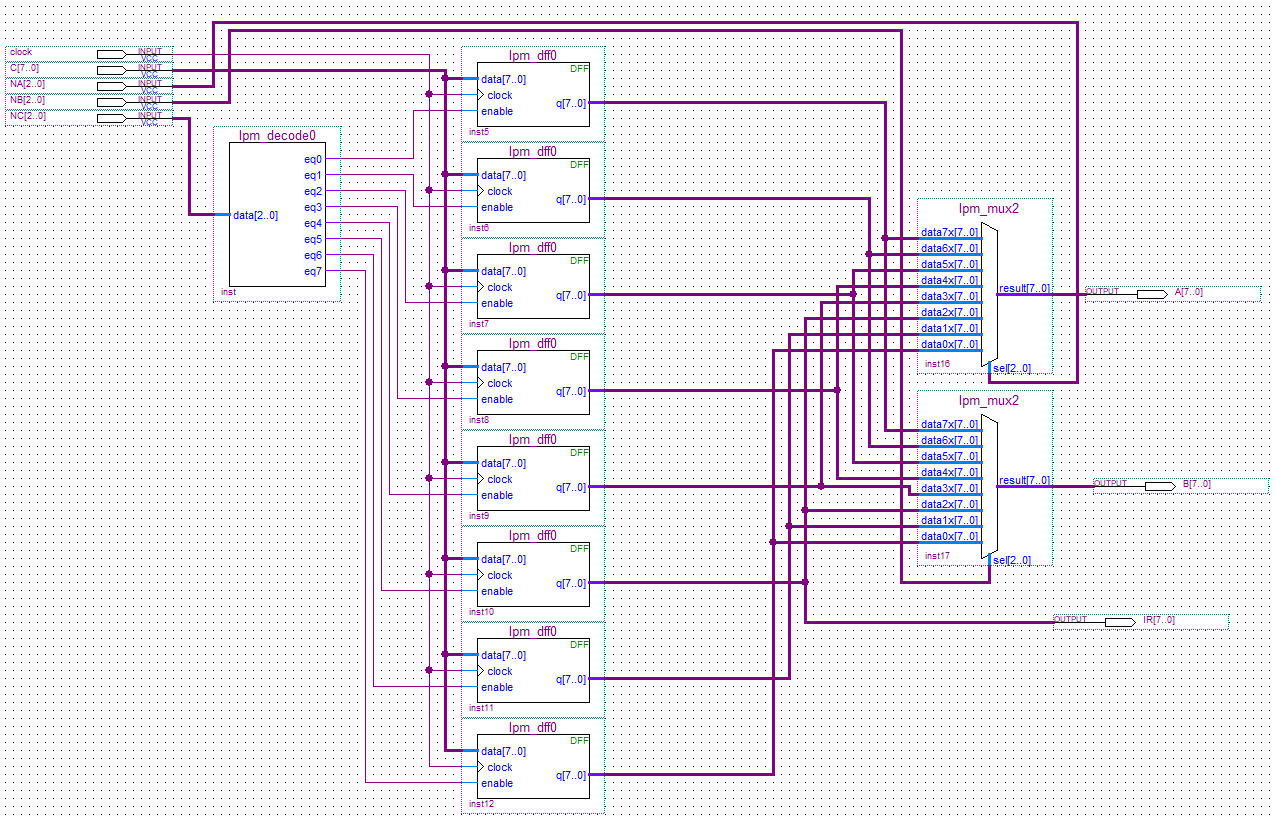 clock
INPUT
VCC
C[7..0]
INPUT
VCC
NA[2..0]
INPUT
VCC
NB[2..0]
INPUT
VCC
NC[2..0]
INPUT
VCC
lpm_decode0
data[2..0]
eq0
eq1
eq2
eq3
eq4
eq5
eq6
eq7
inst
lpm_dff0
DFF
data[7..0]
clock
enable
q[7..0]
inst5
lpm_dff0
DFF
data[7..0]
clock
enable
q[7..0]
inst6
lpm_dff0
DFF
data[7..0]
clock
enable
q[7..0]
inst7
lpm_dff0
DFF
data[7..0]
clock
enable
q[7..0]
inst8
lpm_dff0
DFF
data[7..0]
clock
enable
q[7..0]
inst9
lpm_dff0
DFF
data[7..0]
clock
enable
q[7..0]
inst10
lpm_dff0
DFF
data[7..0]
clock
enable
q[7..0]
inst11
lpm_dff0
DFF
data[7..0]
clock
enable
q[7..0]
inst12
lpm_mux2
data7x[7..0]
data6x[7..0]
data5x[7..0]
data4x[7..0]
data3x[7..0]
data2x[7..0]
data1x[7..0]
data0x[7..0]
result[7..0]
sel[2..0]
inst16
OUTPUT
A[7..0]
lpm_mux2
data7x[7..0]
data6x[7..0]
data5x[7..0]
data4x[7..0]
data3x[7..0]
data2x[7..0]
data1x[7..0]
data0x[7..0]
result[7..0]
sel[2..0]
inst17
OUTPUT
B[7..0]
OUTPUT
IR[7..0]